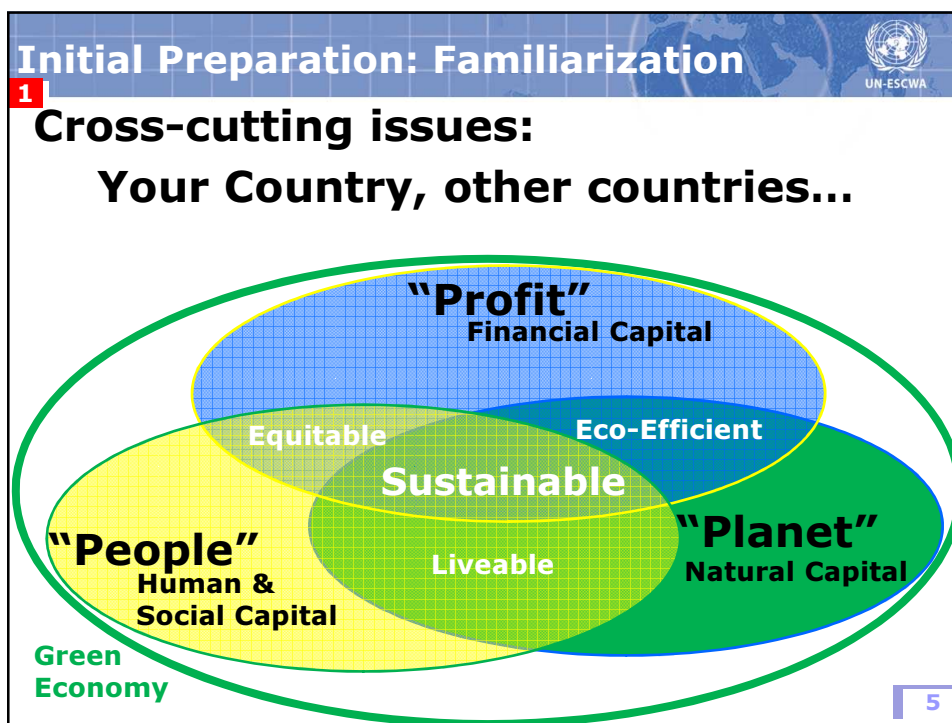 Initial Preparation: Familiarization
UN-ESCWA
1
Cross-cutting issues:
Your Country, other countries…
“Profit”
Financial Capital
Equitable
Eco-Efficient
Sustainable
“People”
Human &
Social Capital
Liveable
“Planet”
Natural Capital
Green
Economy
5